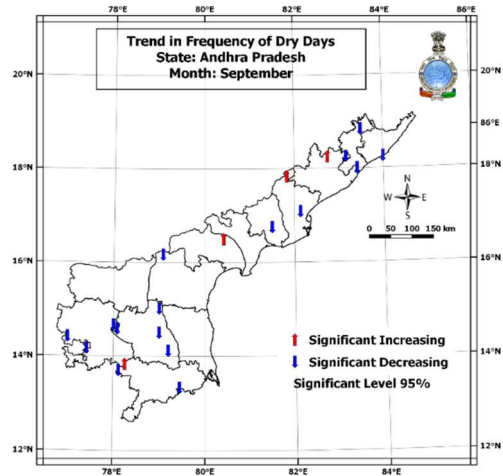 78°E 80°E 82°E 84°E 86°E
Trend in Frequency of Dry Days
State: Andhra Pradesh
Month: September
20°N
20°N
86°E
18°N
18°N
N
W E
S
0 50 100 150 km
16°N
16°N
Significant Increasing
Significant Decreasing
Significant Level 95%
14°N
14°N
12°N
12°N
78°E 80°E 82°E 84°E